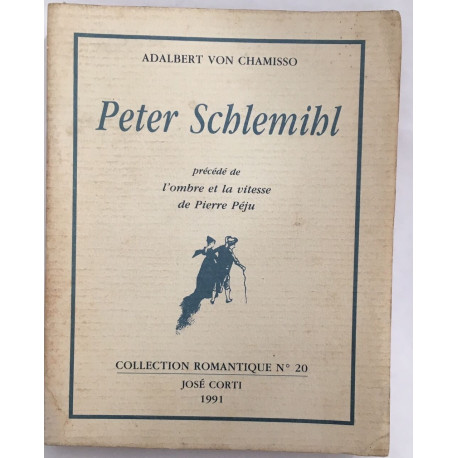 ADALBERT VON CHAMISSO
Peter Schlemihl
précédé de
l'ombre et la vitesse
de Pierre Péju
COLLECTION ROMANTIQUE N° 20
JOSÉ CORTI
1991